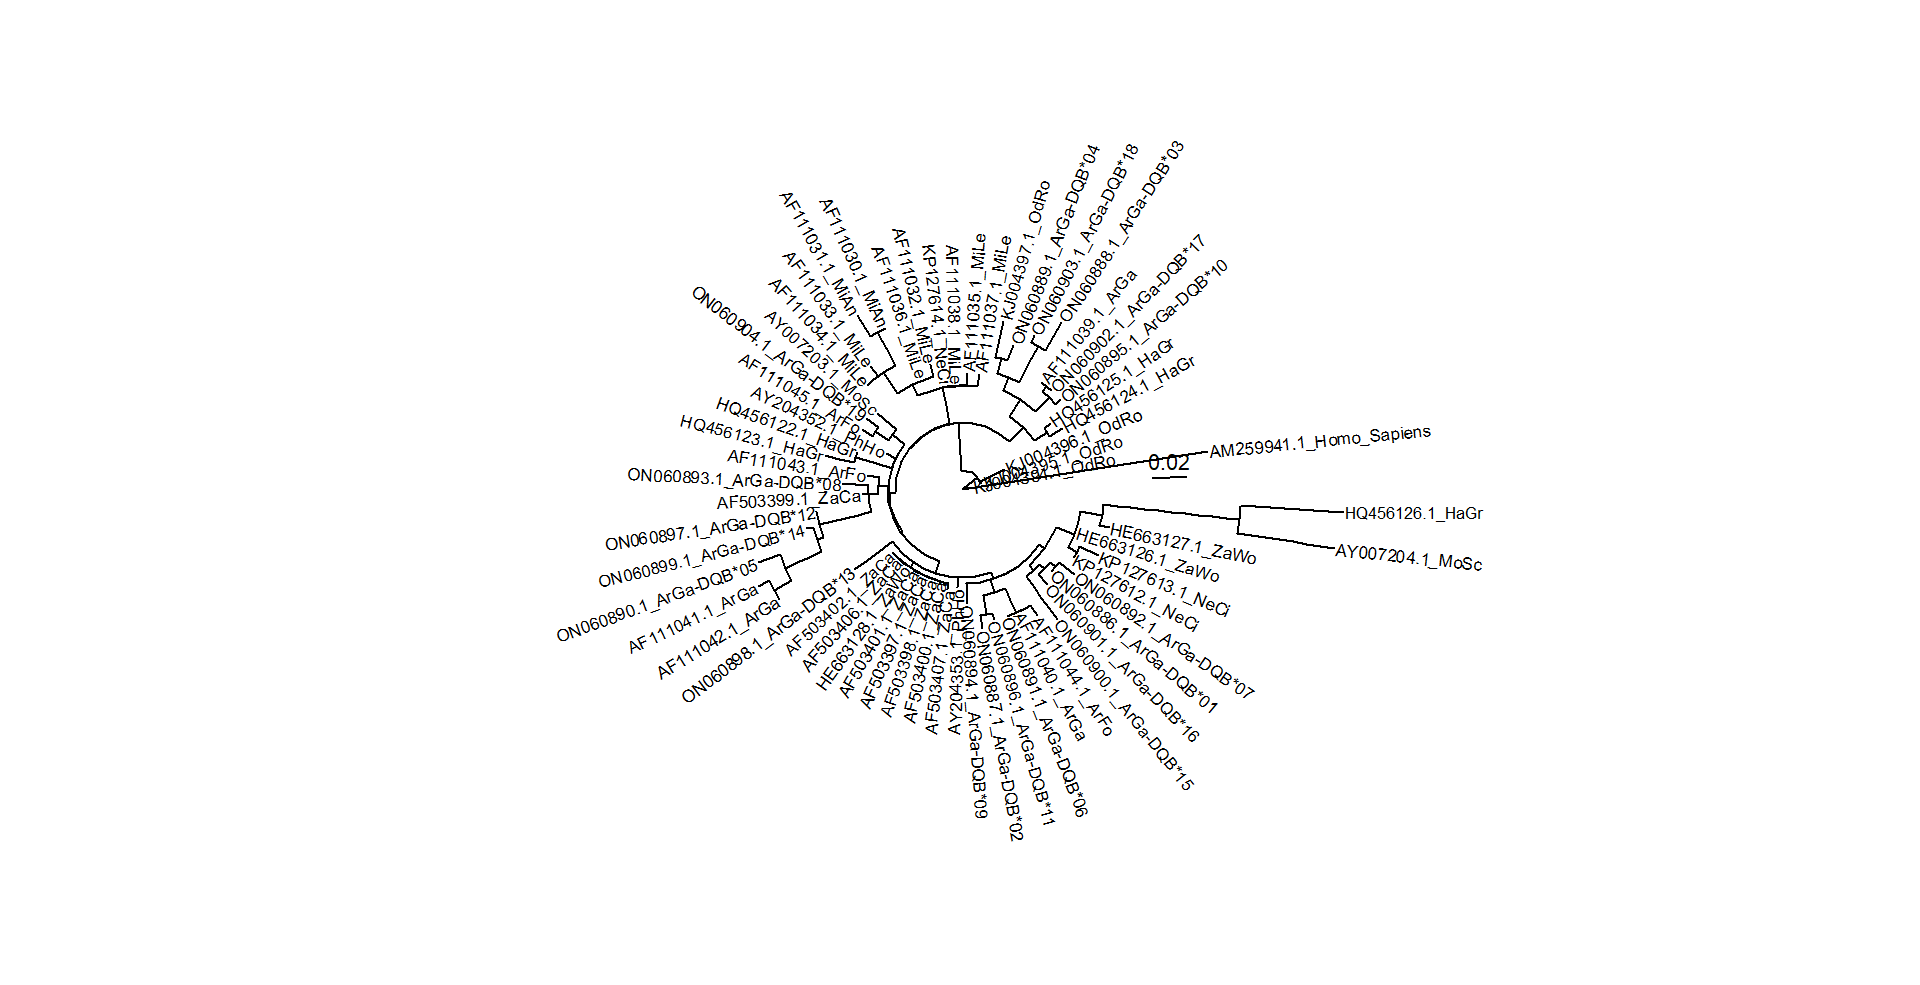 KJ004397.1_OdRo
ON060889.1_ArGa-DQB*04
ON060903.1_ArGa-DQB*18
ON060888.1_ArGa-DQB*03
AF111039.1_ArGa
ON060902.1_ArGa-DQB*17
ON060895.1_ArGa-DQB*10
HQ456125.1_HaGr
HQ456124.1_HaGr
KJ004396.1_OdRo
KJ004395.1_OdRo
KJ004394.1_OdRo
AM259941.1_Homo_Sapiens
0.02
HQ456126.1_HaGr
AY007204.1_MoSc
HE663127.1_ZaWo
HE663126.1_ZaWo
KP127613.1_NeCi
KP127612.1_NeCi
ON060892.1_ArGa-DQB*07
ON060886.1_ArGa-DQB*01
ON060901.1_ArGa-DQB*16
ON060900.1_ArGa-DQB*15
AF111044.1_ArFo
AF111040.1_ArGa
ON060891.1_ArGa-DQB*06
ON060896.1_ArGa-DQB*11
ON060887.1_ArGa-DQB*02
ON060894.1_ArGa-DQB*09
AY204353.1_PhHo
AF503407.1_ZaCa
AF503400.1_ZaCa
AF503398.1_ZaCa
AF503397.1_ZaCa
AF503401.1_ZaCa
HE663128.1_ZaWo
AF503406.1_ZaCa
AF503402.1_ZaCa
ON060898.1_ArGa-DQB*13
AF111042.1_ArGa
AF111041.1_ArGa
ON060890.1_ArGa-DQB*05
ON060899.1_ArGa-DQB*14
ON060897.1_ArGa-DQB*12
AF503399.1_ZaCa
ON060893.1_ArGa-DQB*08
AF111043.1_ArFo
HQ456123.1_HaGr
HQ456122.1_HaGr
AY204352.1_PhHo
AF111045.1_ArFo
ON060904.1_ArGa-DQB*19
AY007203.1_MoSc
AF111034.1_MiLe
AF111033.1_MiLe
AF111031.1_MiAn
AF111030.1_MiAn
AF111036.1_MiLe
AF111032.1_MiLe
KP127614.1_NeCi
AF111038.1_MiLe
AF111035.1_MiLe
AF111037.1_MiLe